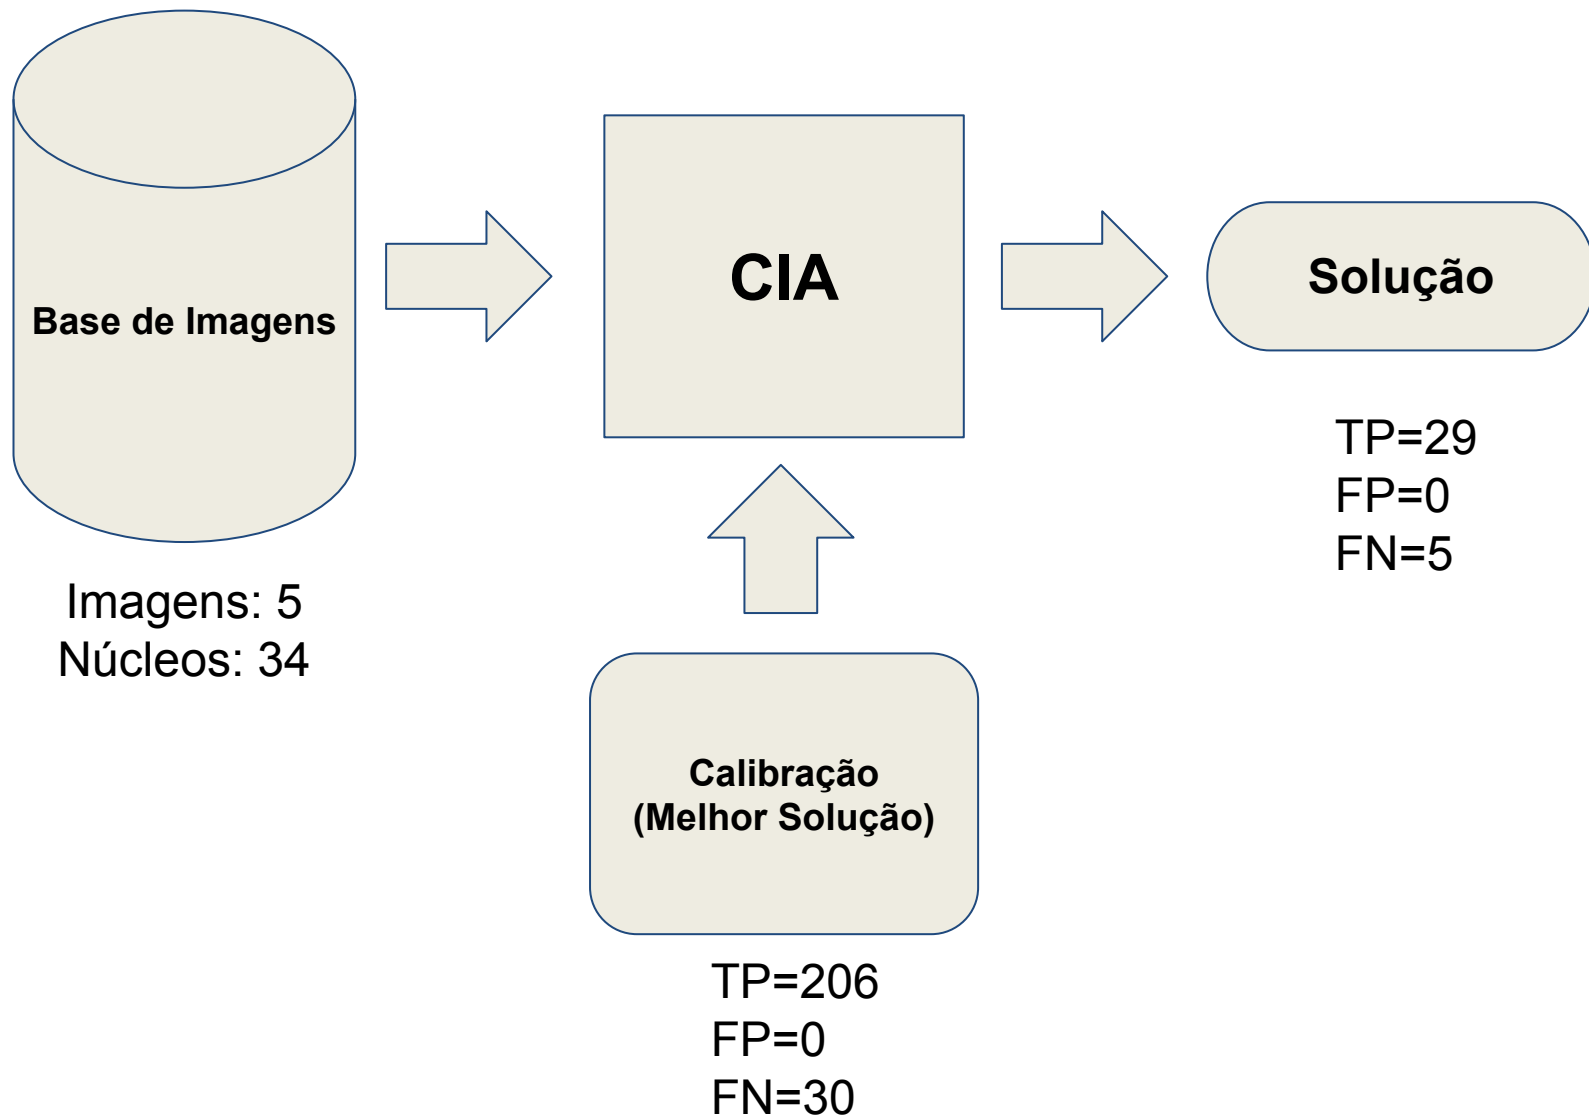 Base de Imagens
Imagens: 5
Núcleos: 34
CIA
Calibração
(Melhor Solução)
TP=206
FP=0
FN=30
Solução
TP=29
FP=0
FN=5